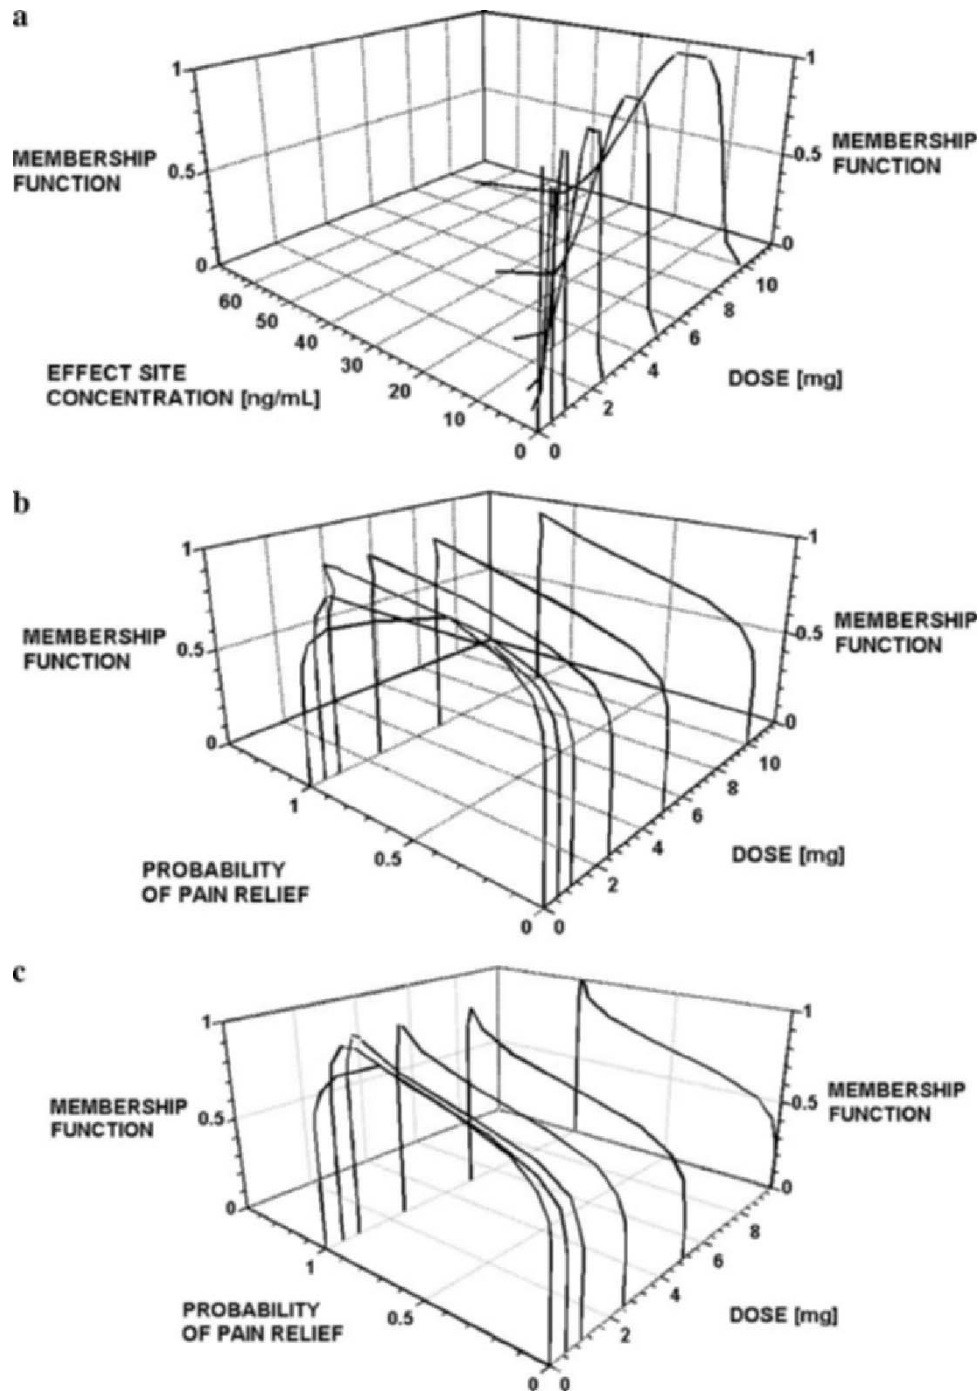 a
1
1
MEMBERSHIP
FUNCTION
0.5
0.5
MEMBERSHIP
FUNCTION
0
0
60
50
40
30
20
10
0
0
2
4
6
8
10
EFFECT SITE
CONCENTRATION [ng/mL]
DOSE [mg]
b
1
1
MEMBERSHIP
FUNCTION
0.5
0.5
MEMBERSHIP
FUNCTION
0
0
1
0.5
0
0
2
4
6
8
10
PROBABILITY
OF PAIN RELIEF
DOSE [mg]
c
1
1
MEMBERSHIP
FUNCTION
0.5
0.5
MEMBERSHIP
FUNCTION
0
0
1
0.5
0
0
2
4
6
8
PROBABILITY
OF PAIN RELIEF
DOSE [mg]